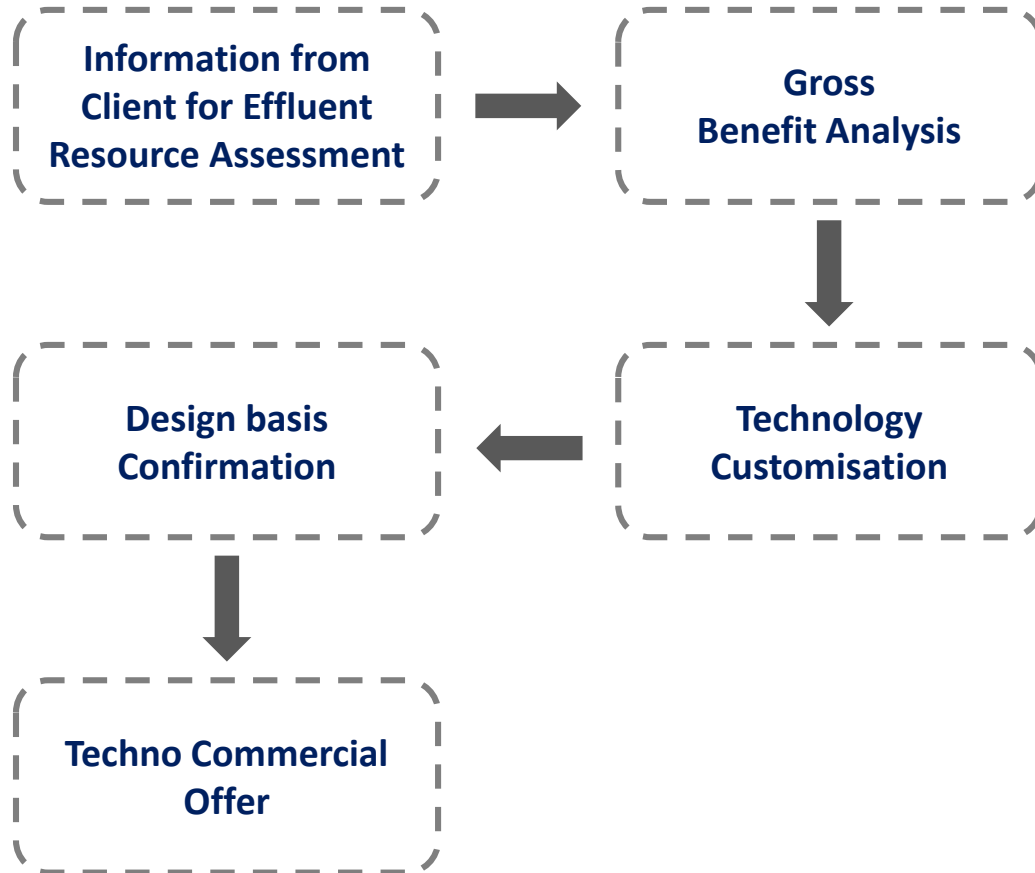 Information from
Client for Effluent
Resource Assessment
Gross
Benefit Analysis
Technology
Customisation
Design basis
Confirmation
Techno Commercial
Offer